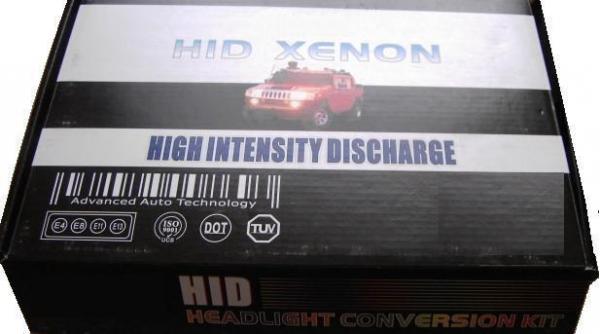 HID XENON
HIGH INTENSITY DISCHARGE
Advanced Auto Technology
E4 E8 E11 E13 ISO 9001 UCB DOT TUV
HID
HEADLIGHT CONVERSION KIT